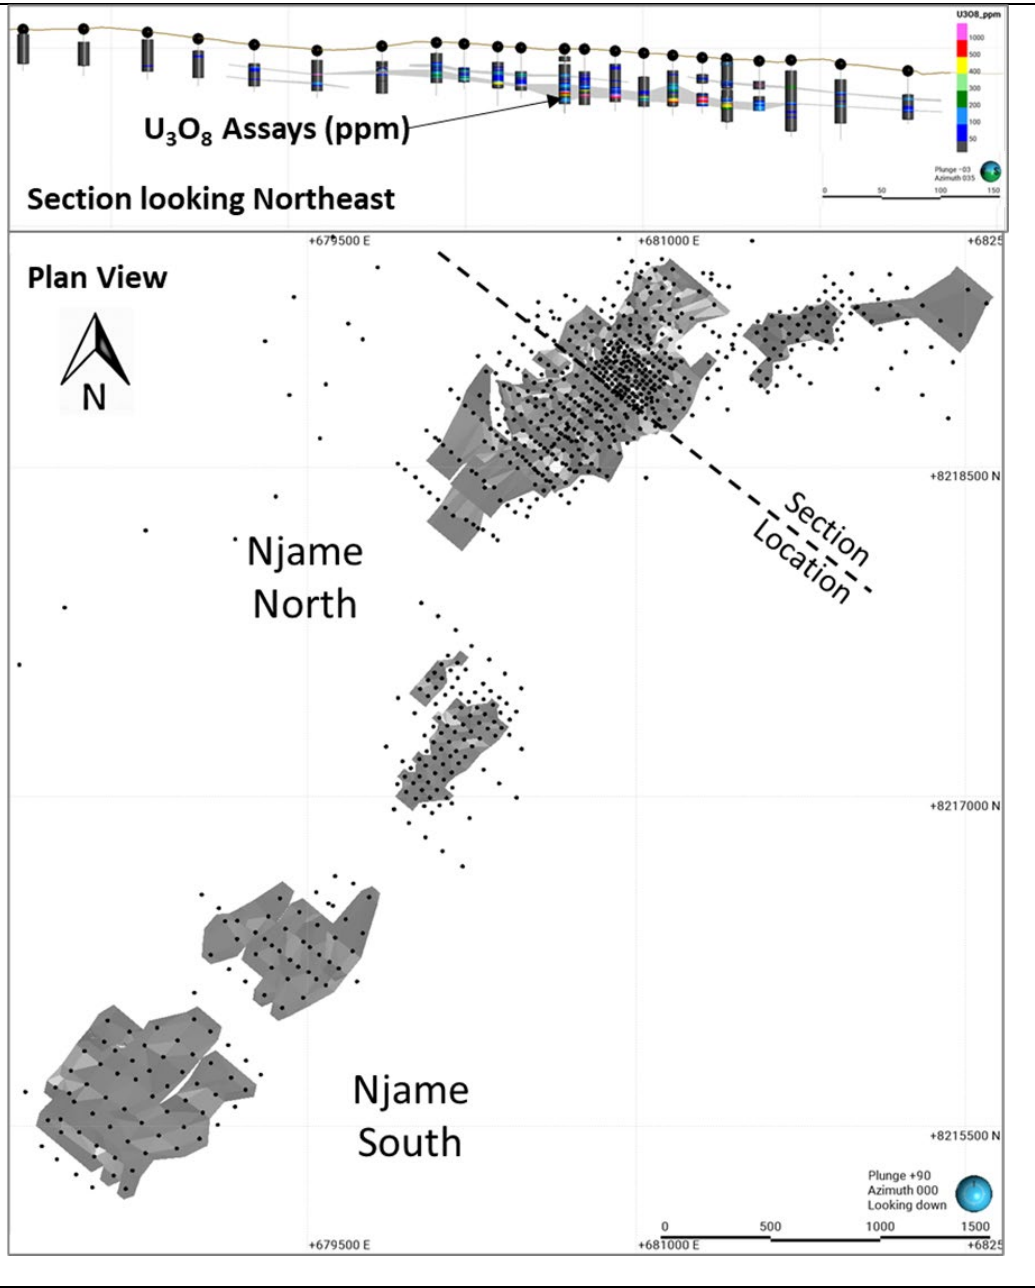 U3O8_ppm
1000
500
400
300
200
100
50
U₃O₈ Assays (ppm)
Plunge -03
Azimuth 035
Section looking Northeast
0 50 100 150
+679500 E +681000 E +6825
Plan View
N
+8218500 N
Section
Location
Njame
North
+8217000 N
Njame
South
+8215500 N
Plunge +90
Azimuth 000
Looking down
0 500 1000 1500
+679500 E +681000 E +6825